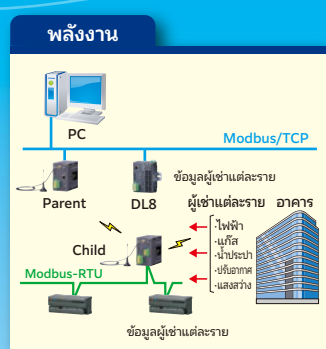 พลังงาน
PC
Modbus/TCP
ข้อมูลผู้เช่าแต่ละราย
Parent
DL8
ผู้เช่าแต่ละราย
อาคาร
·ไฟฟ้า
·แก๊ส
·น้ำประปา
·ปรับอากาศ
·แสงสว่าง
Child
Modbus-RTU
ข้อมูลผู้เช่าแต่ละราย